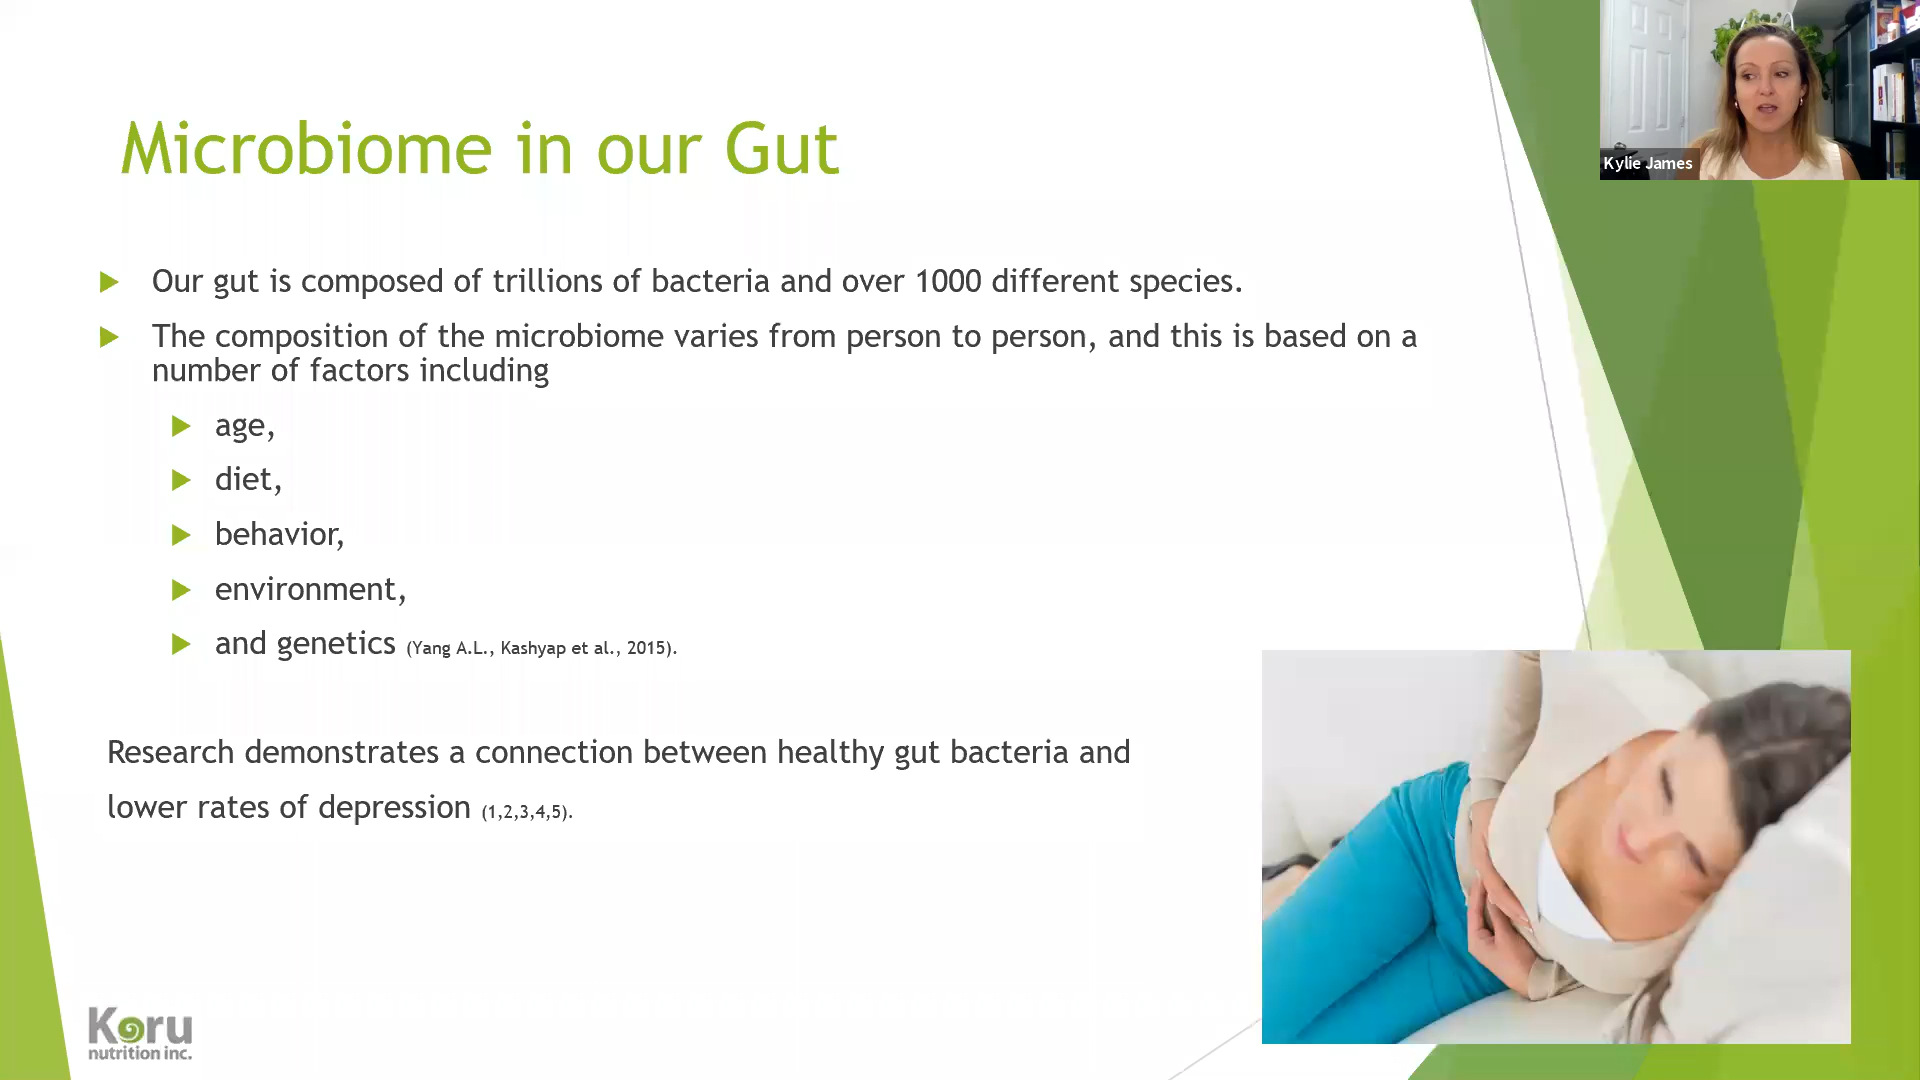 Microbiome in our Gut
Our gut is composed of trillions of bacteria and over 1000 different species.
The composition of the microbiome varies from person to person, and this is based on a
number of factors including
age,
diet,
behavior,
environment,
and genetics (Yang A.L., Kashyap et al., 2015).
Research demonstrates a connection between healthy gut bacteria and
lower rates of depression (1,2,3,4,5).
Koru
nutrition inc.
Kylie James